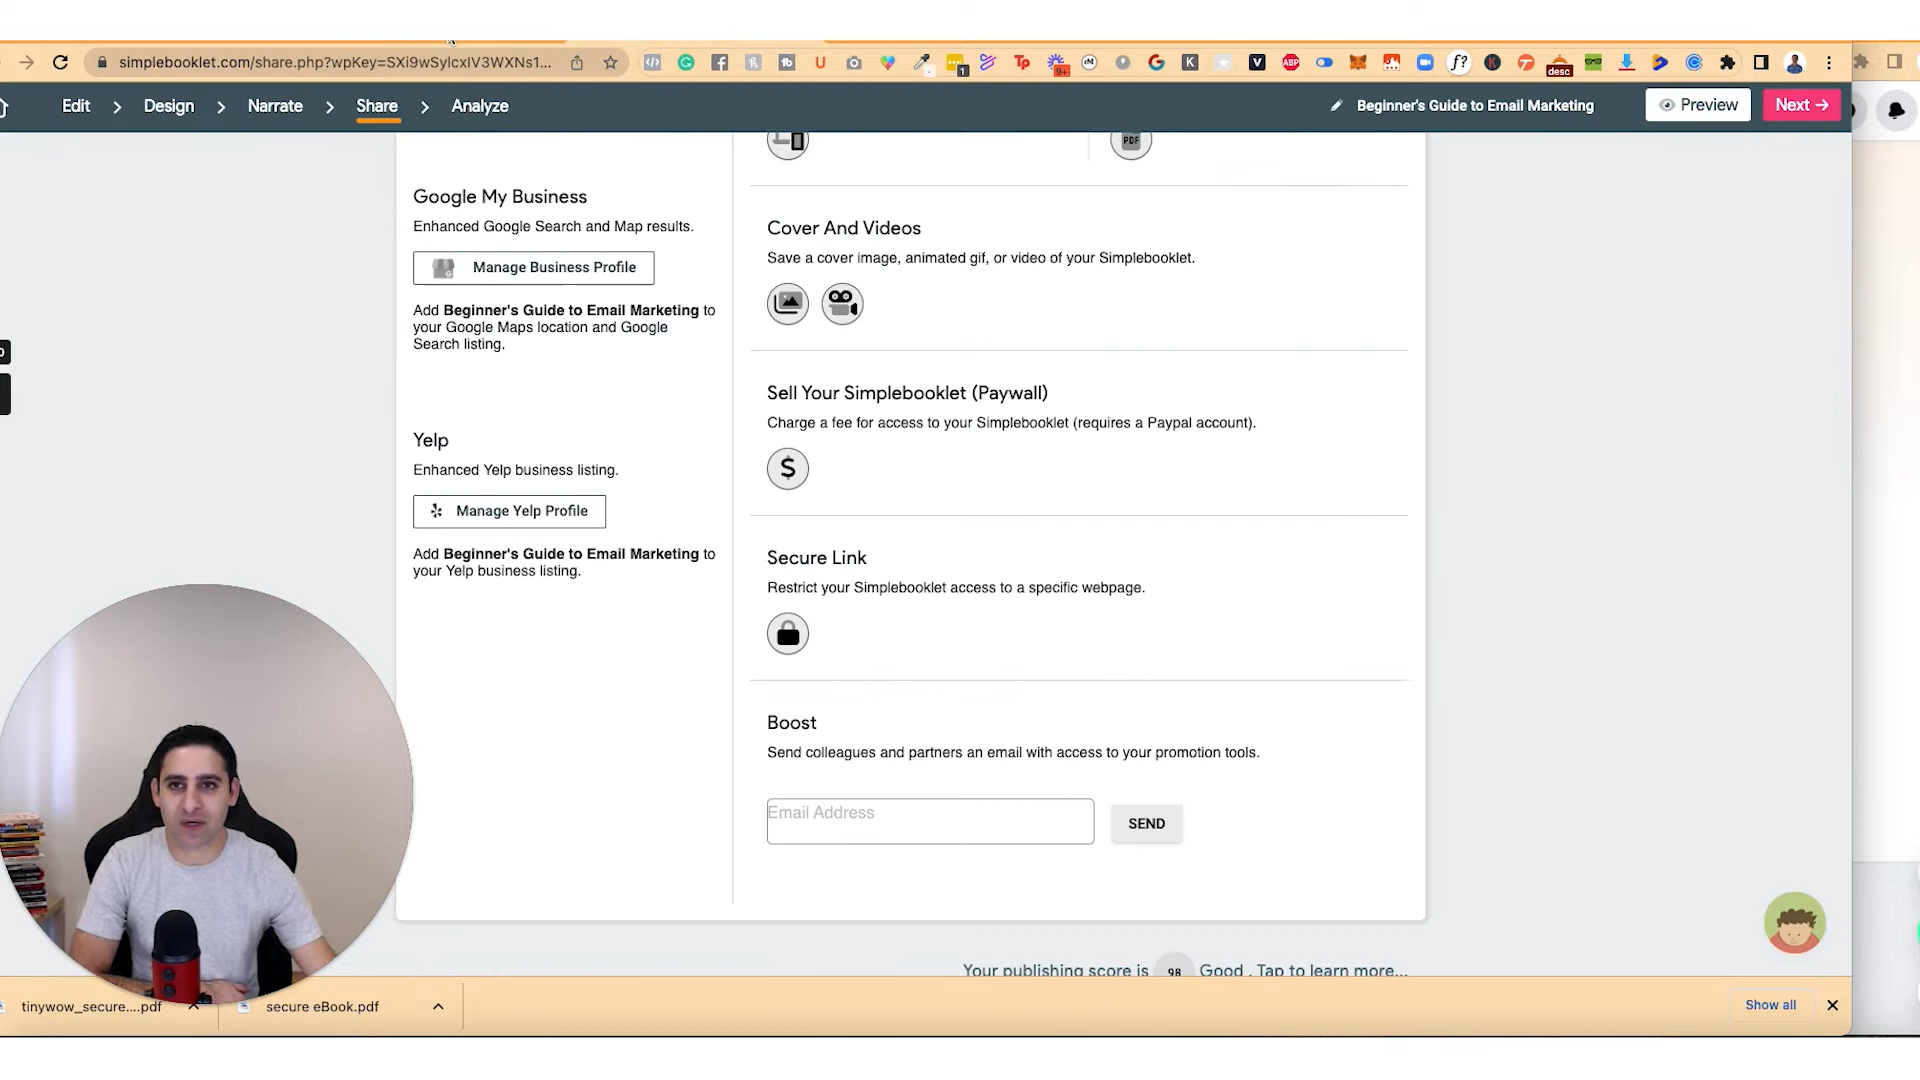 simplebooklet.com/share.php?wpKey=SXi9wSylcxIV3WXNs1...
</>
U
1
Tp
9+
rM
G
K
V
ABP
f?
K
desc
Edit > Design > Narrate > Share > Analyze
Beginner's Guide to Email Marketing
Preview
Next →
PDF
Google My Business
Enhanced Google Search and Map results.
Manage Business Profile
Add Beginner's Guide to Email Marketing to
your Google Maps location and Google
Search listing.
Yelp
Enhanced Yelp business listing.
Manage Yelp Profile
Add Beginner's Guide to Email Marketing to
your Yelp business listing.
Cover And Videos
Save a cover image, animated gif, or video of your Simplebooklet.
Sell Your Simplebooklet (Paywall)
Charge a fee for access to your Simplebooklet (requires a Paypal account).
$
Secure Link
Restrict your Simplebooklet access to a specific webpage.
Boost
Send colleagues and partners an email with access to your promotion tools.
Email Address
SEND
Your publishing score is 98 Good . Tap to learn more...
tinywow_secure....pdf
secure eBook.pdf
Show all